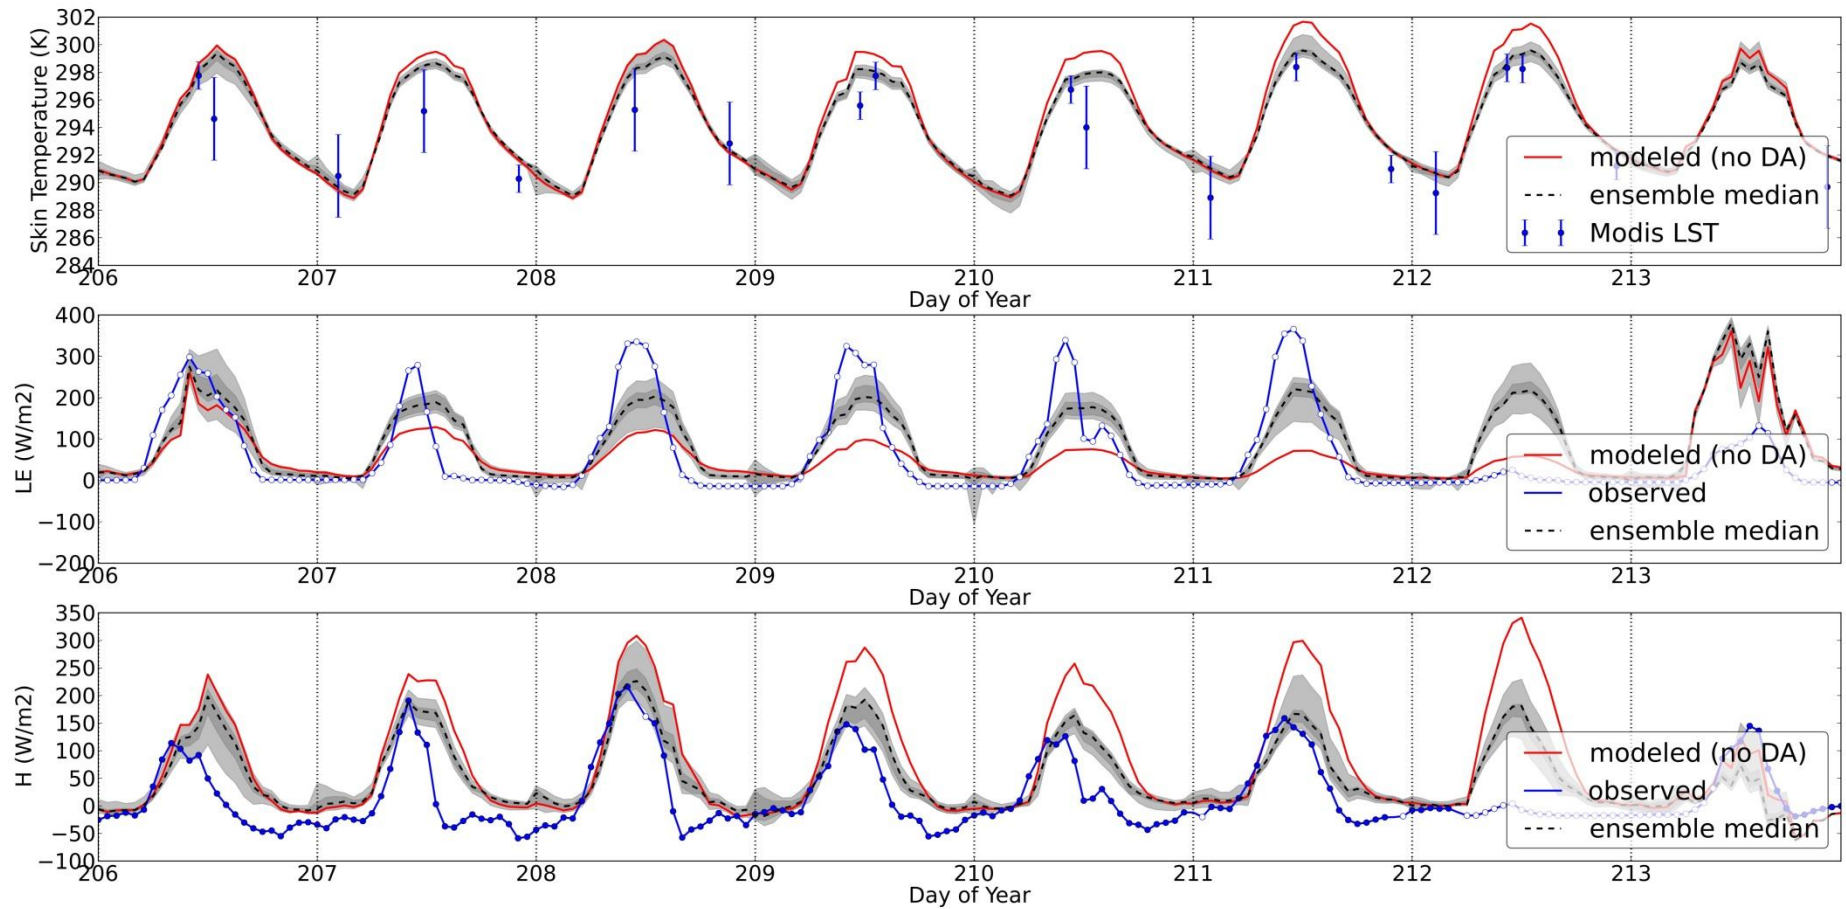 302
300
298
296
294
292
290
288
286
284
Skin Temperature (K)
modeled (no DA)
ensemble median
Modis LST
206 207 208 209 210 211 212 213
Day of Year
400
300
200
100
0
−100
−200
LE (W/m2)
modeled (no DA)
observed
ensemble median
206 207 208 209 210 211 212 213
Day of Year
350
300
250
200
150
100
50
0
−50
−100
H (W/m2)
modeled (no DA)
observed
ensemble median
206 207 208 209 210 211 212 213
Day of Year